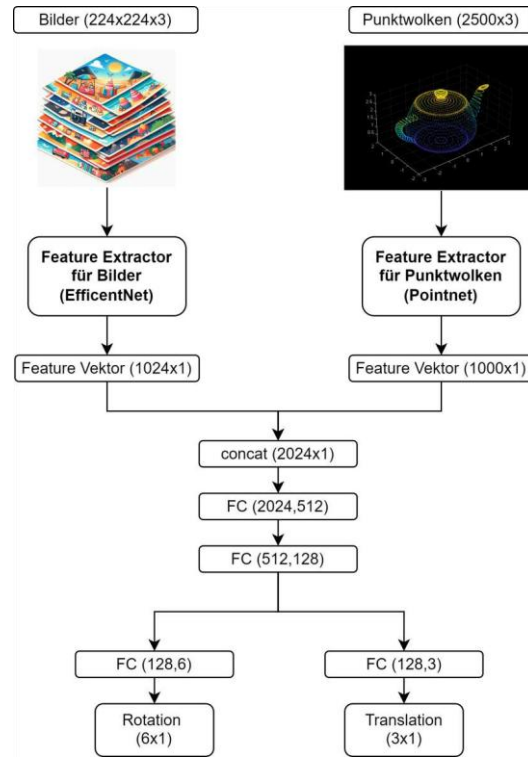 Bilder (224x224x3)
Punktwolken (2500x3)
Feature Extractor
für Bilder
(EfficentNet)
Feature Extractor
für Punktwolken
(Pointnet)
Feature Vektor (1024x1)
Feature Vektor (1000x1)
concat (2024x1)
FC (2024,512)
FC (512,128)
FC (128,6)
FC (128,3)
Rotation
(6x1)
Translation
(3x1)